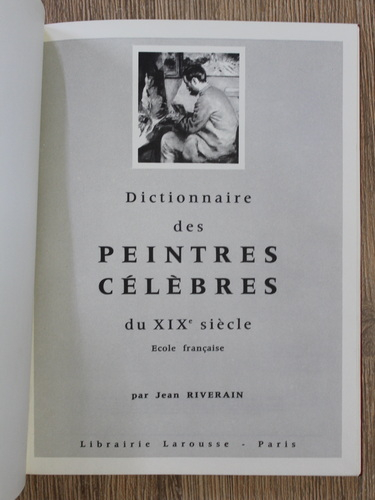 Dictionnaire
des
PEINTRES
CÉLÈBRES
du XIXe siècle
Ecole française
par Jean RIVERAIN
Librairie Larousse - Paris